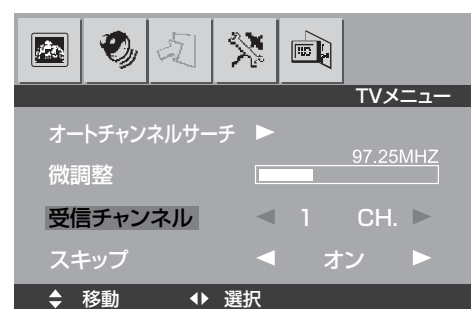 TVメニュー
オートチャンネルサーチ ▶
97.25MHZ
微調整
受信チャンネル ◀ 1 CH. ▶
スキップ ◀ オン ▶
移動 選択